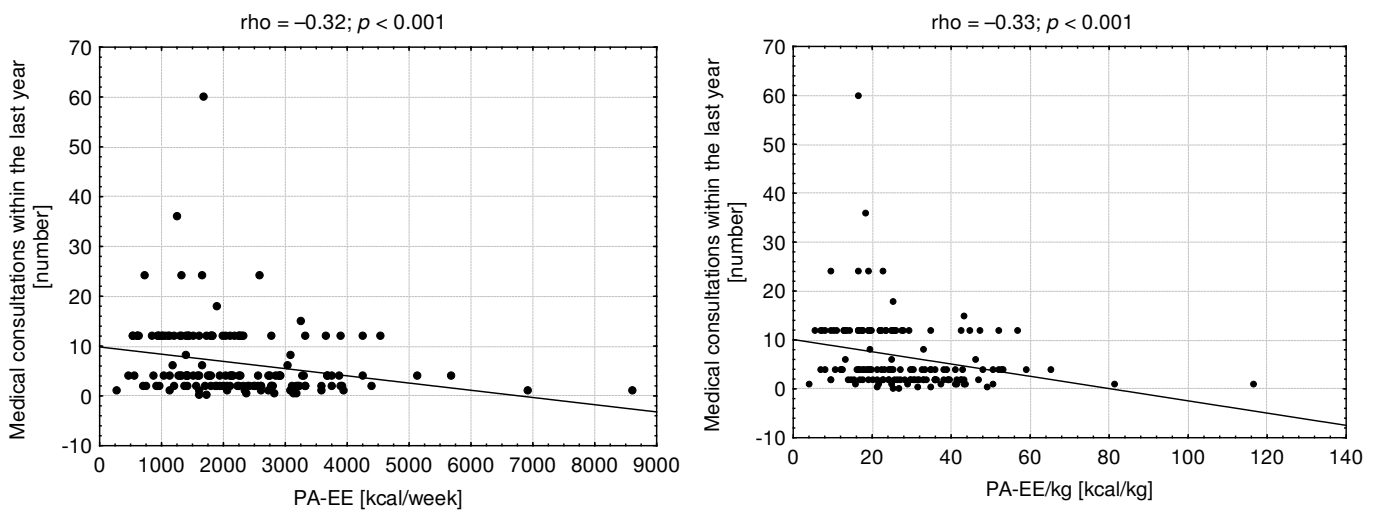 rho = –0.32; p < 0.001
Medical consultations within the last year
[number]
70
60
50
40
30
20
10
0
-10
0 1000 2000 3000 4000 5000 6000 7000 8000 9000
PA-EE [kcal/week]
rho = –0.33; p < 0.001
Medical consultations within the last year
[number]
70
60
50
40
30
20
10
0
-10
0 20 40 60 80 100 120 140
PA-EE/kg [kcal/kg]